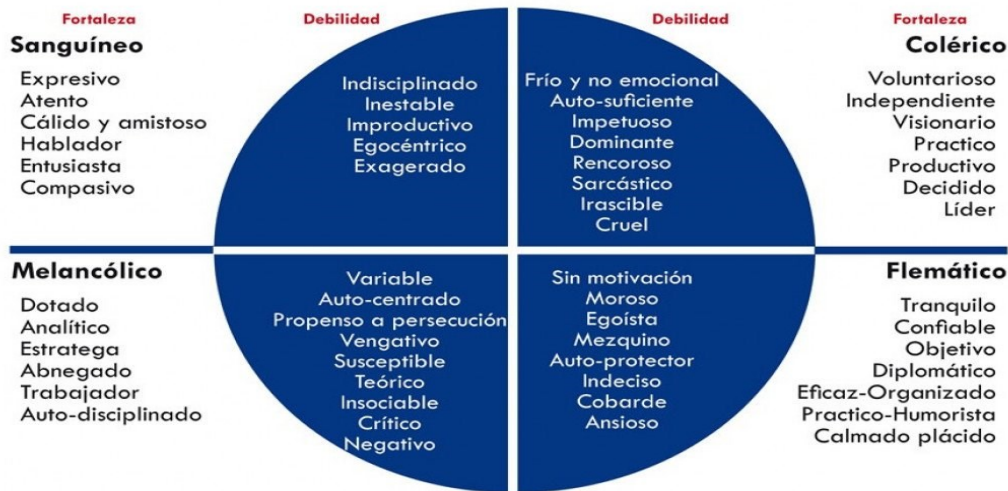 Fortaleza
Debilidad
Debilidad
Fortaleza
Sanguíneo
Expresivo
Atento
Cálido y amistoso
Hablador
Entusiasta
Compasivo
Indisciplinado
Inestable
Improductivo
Egocéntrico
Exagerado
Frío y no emocional
Auto-suficiente
Impetuoso
Dominante
Rencoroso
Sarcástico
Irascible
Cruel
Colérico
Voluntarioso
Independiente
Visionario
Practico
Productivo
Decidido
Líder
Melancólico
Dotado
Analítico
Estratega
Abnegado
Trabajador
Auto-disciplinado
Variable
Auto-centrado
Propenso a persecución
Vengativo
Susceptible
Teórico
Insociable
Crítico
Negativo
Sin motivación
Moroso
Egoísta
Mezquino
Auto-protector
Indeciso
Cobarde
Ansioso
Flemático
Tranquilo
Confiable
Objetivo
Diplomático
Eficaz-Organizado
Practico-Humorista
Calmado plácido